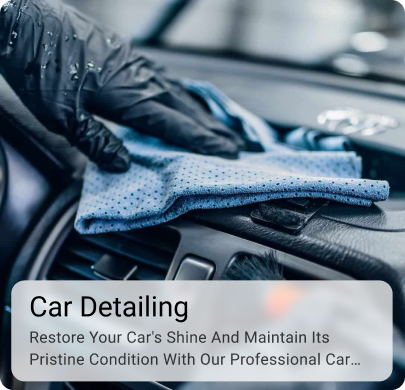 Car Detailing
Restore Your Car's Shine And Maintain Its
Pristine Condition With Our Professional Car...